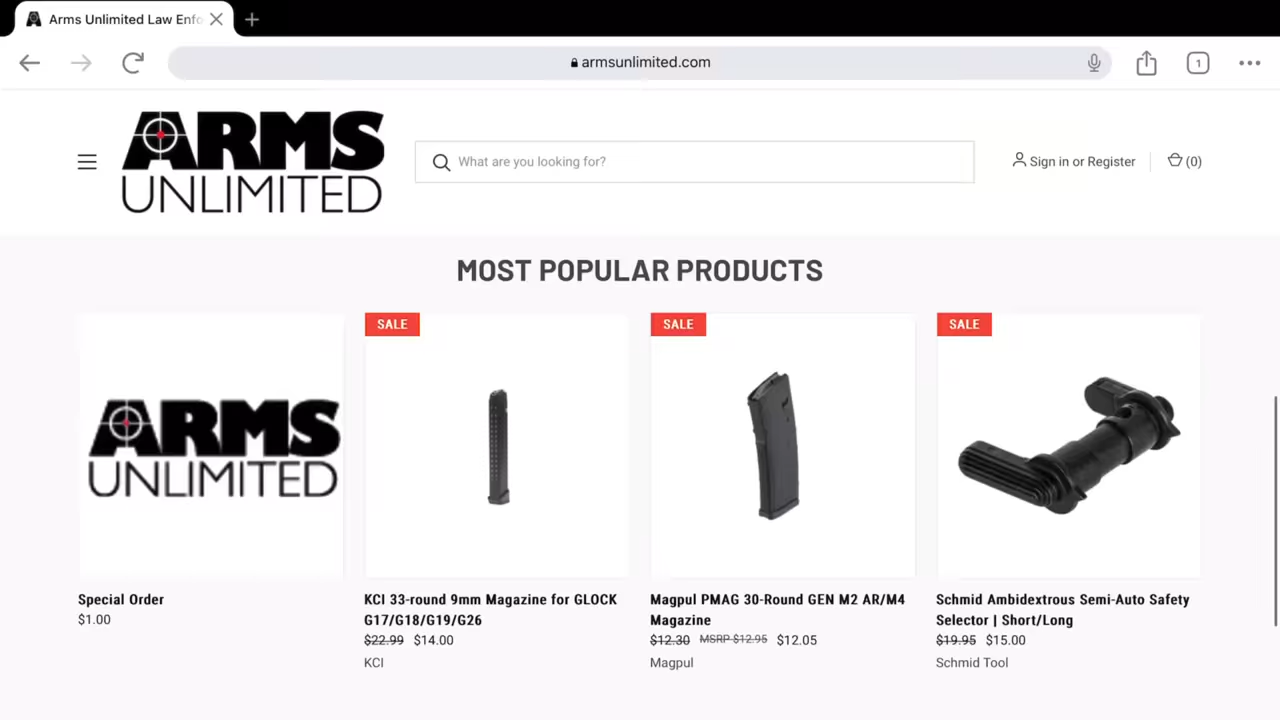 Arms Unlimited Law Enfo
armsunlimited.com
1
ARMS
UNLIMITED
What are you looking for?
Sign in or Register
(0)
MOST POPULAR PRODUCTS
SALE
SALE
SALE
ARMS
UNLIMITED
Special Order
$1.00
KCI 33-round 9mm Magazine for GLOCK
G17/G18/G19/G26
$22.99 $14.00
KCI
Magpul PMAG 30-Round GEN M2 AR/M4
Magazine
$12.30 MSRP $12.95 $12.05
Magpul
Schmid Ambidextrous Semi-Auto Safety
Selector | Short/Long
$19.95 $15.00
Schmid Tool